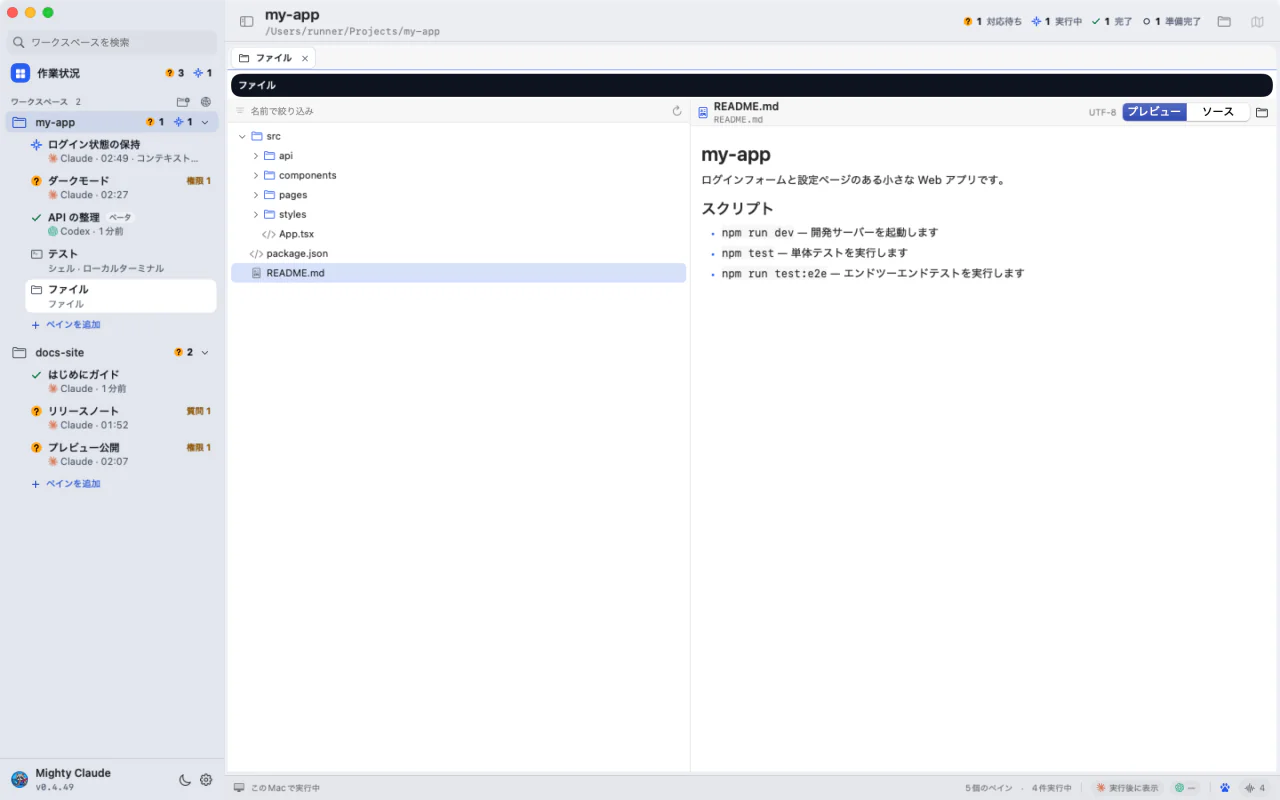 ワークスペースを検索
作業状況 3 1
ワークスペース 2
my-app 1 1
ログイン状態の保持
Claude · 02:49 · コンテキスト...
ダークモード 権限 1
Claude · 02:27
API の整理 ベータ
Codex · 1 分前
テスト
シェル · ローカルターミナル
ファイル
ファイル
+ ペインを追加
docs-site 2
はじめにガイド
Claude · 1 分前
リリースノート 質問 1
Claude · 01:52
プレビュー公開 権限 1
Claude · 02:07
+ ペインを追加
Mighty Claude
v0.4.49
my-app
/Users/runner/Projects/my-app
1 対応待ち 1 実行中 1 完了 1 準備完了
ファイル ×
ファイル
名前で絞り込み
src
api
components
pages
styles
</> App.tsx
</> package.json
README.md
README.md
README.md
UTF-8 プレビュー ソース
my-app
ログインフォームと設定ページのある小さな Web アプリです。
スクリプト
• npm run dev — 開発サーバーを起動します
• npm test — 単体テストを実行します
• npm run test:e2e — エンドツーエンドテストを実行します
この Mac で実行中
5 個のペイン · 4 件実行中 実行後に表示 — 4